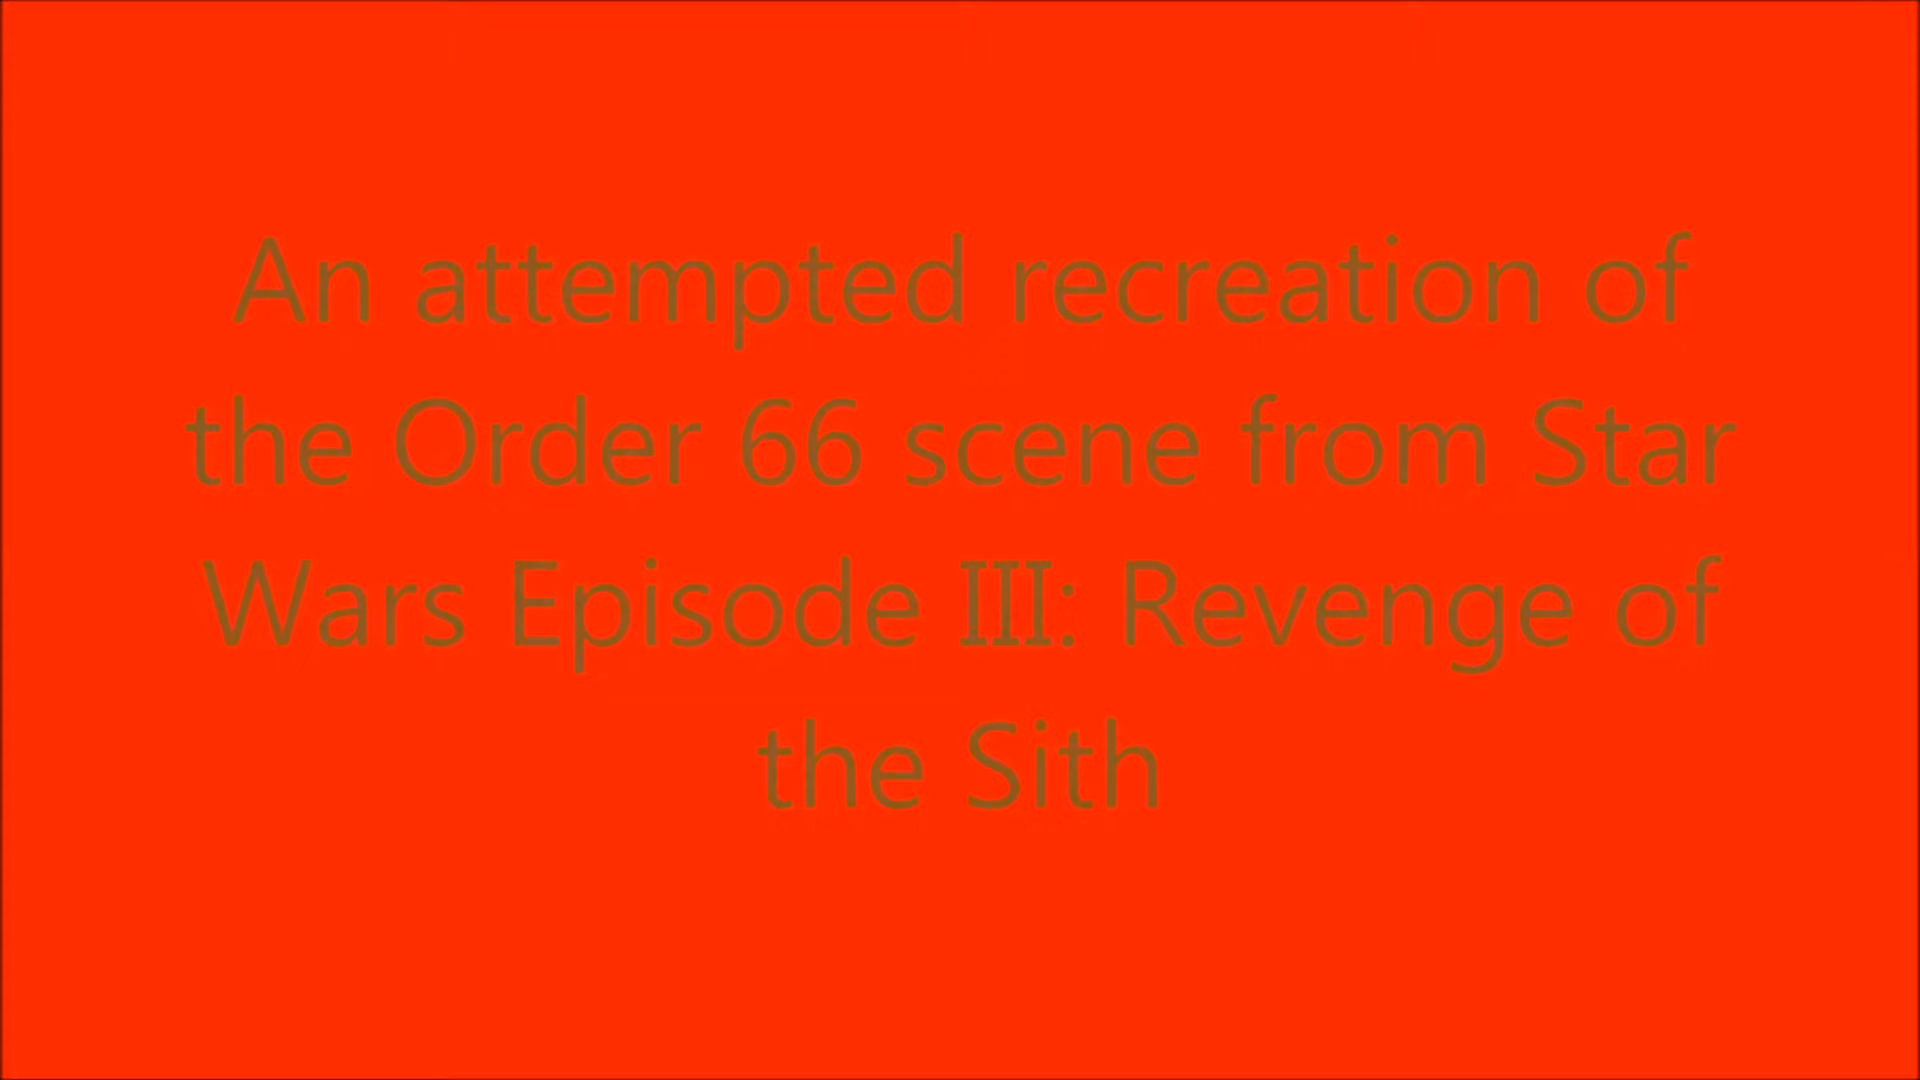 An attempted recreation of
the Order 66 scene from Star
Wars Episode III: Revenge of
the Sith